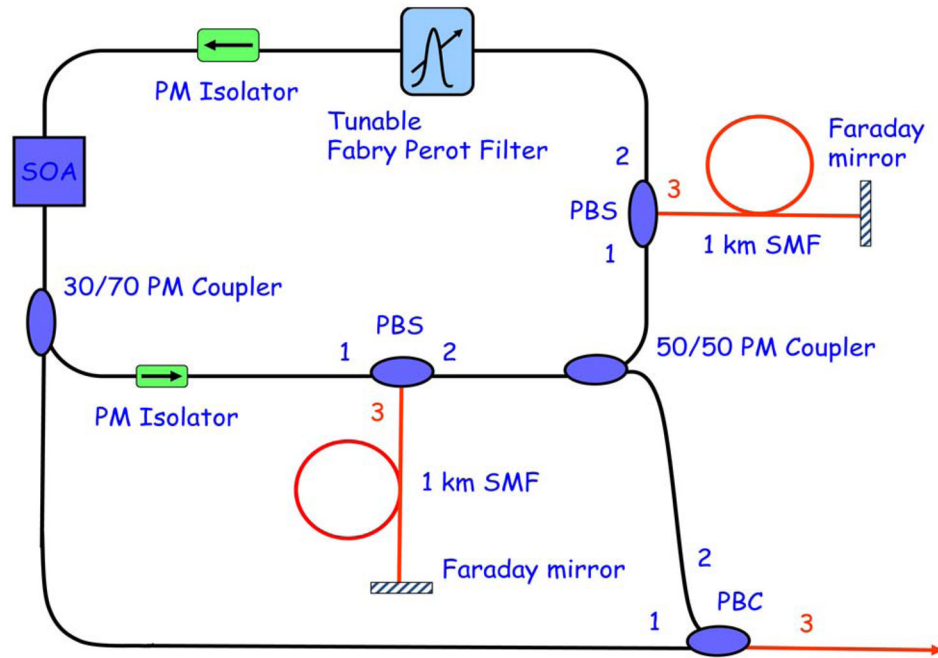 PM Isolator
Tunable
Fabry Perot Filter
Faraday
mirror
SOA
2
3
PBS
1 km SMF
1
30/70 PM Coupler
PBS
1
2
50/50 PM Coupler
PM Isolator
3
1 km SMF
Faraday mirror
2
PBC
1
3